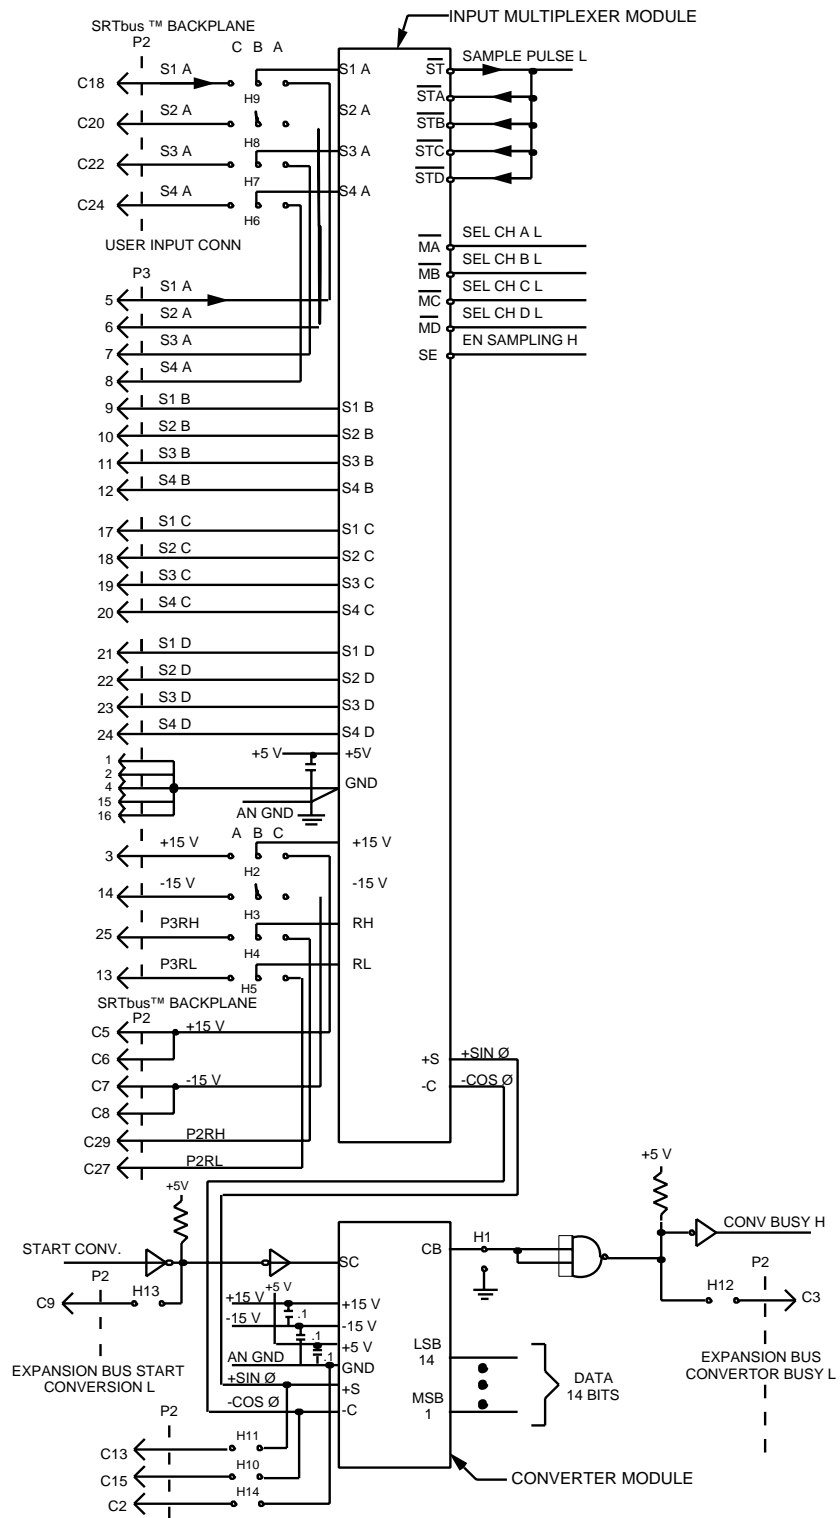 INPUT MULTIPLEXER MODULE
SRTbus ™ BACKPLANE
P2
C B A
C18
S1 A
H9
S1 A
C20
S2 A
H8
S2 A
C22
S3 A
H7
S3 A
C24
S4 A
H6
S4 A
ST
SAMPLE PULSE L
STA
STB
STC
STD
USER INPUT CONN
MA
SEL CH A L
MB
SEL CH B L
MC
SEL CH C L
MD
SEL CH D L
SE
EN SAMPLING H
P3
5
S1 A
6
S2 A
7
S3 A
8
S4 A
9
S1 B
S1 B
10
S2 B
S2 B
11
S3 B
S3 B
12
S4 B
S4 B
17
S1 C
S1 C
18
S2 C
S2 C
19
S3 C
S3 C
20
S4 C
S4 C
21
S1 D
S1 D
22
S2 D
S2 D
23
S3 D
S3 D
24
S4 D
S4 D
+5 V
+5V
1
2
4
15
16
GND
AN GND
A B C
3
+15 V
H2
+15 V
14
-15 V
H3
-15 V
25
P3RH
H4
RH
13
P3RL
H5
RL
SRTbus™ BACKPLANE
P2
C5
+15 V
C6
C7
-15 V
C8
C29
P2RH
C27
P2RL
+S
+SIN Ø
-C
-COS Ø
+5V
+5 V
START CONV.
SC
CB
H1
CONV BUSY H
P2
C9
H13
H12
P2
C3
+5 V
+15 V
.1
+15 V
-15 V
.1
-15 V
.1
+5 V
AN GND
GND
+SIN Ø
+S
-COS Ø
-C
EXPANSION BUS START
CONVERSION L
LSB
14
MSB
1
DATA
14 BITS
EXPANSION BUS
CONVERTOR BUSY L
P2
C13
H11
C15
H10
C2
H14
CONVERTER MODULE